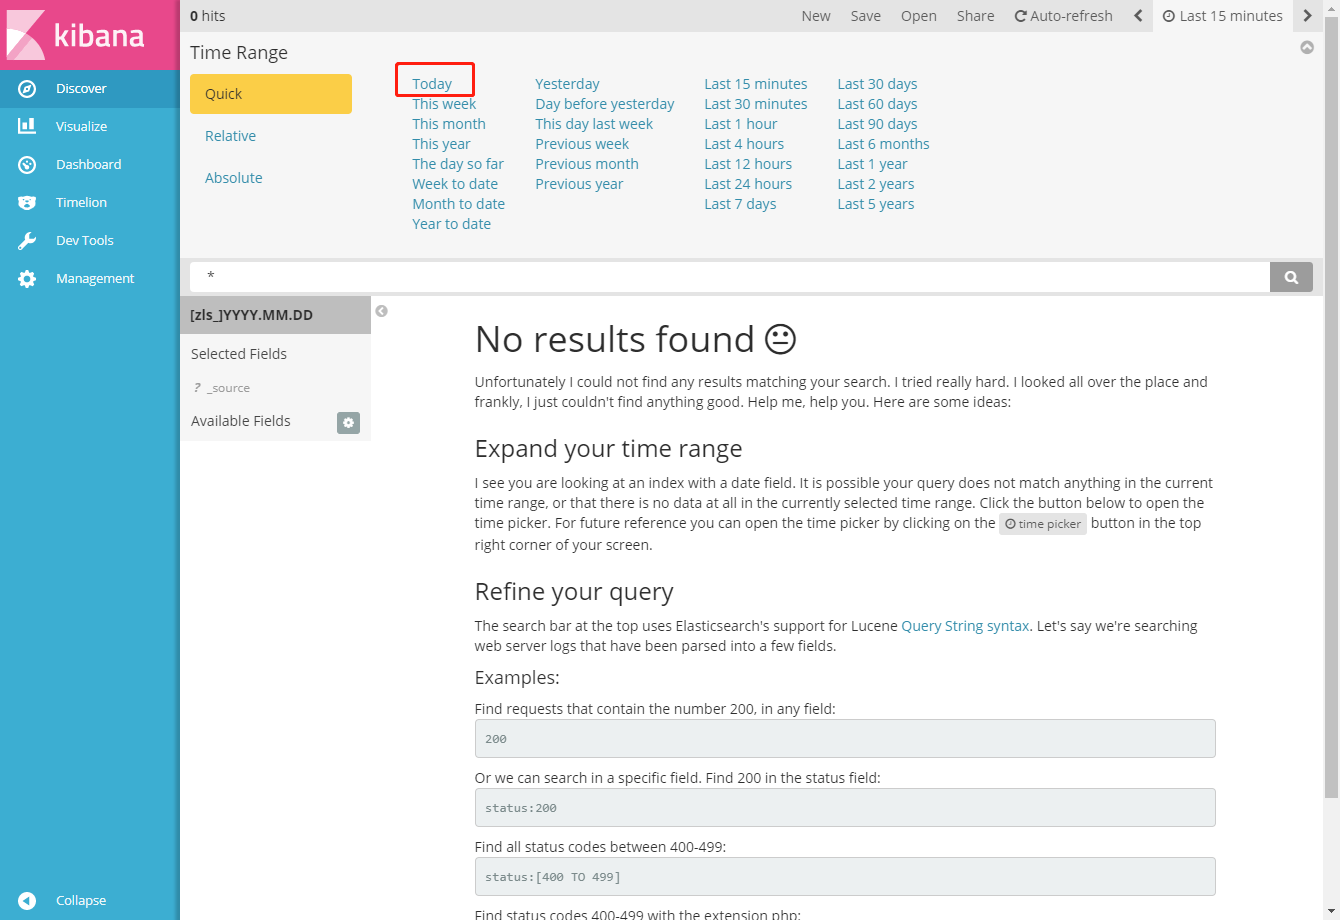 kibana
Discover
Visualize
Dashboard
Timelion
Dev Tools
Management
Collapse
0 hits
New Save Open Share Auto-refresh Last 15 minutes
Time Range
Quick
Relative
Absolute
Today
This week
This month
This year
The day so far
Week to date
Month to date
Year to date
Yesterday
Day before yesterday
This day last week
Previous week
Previous month
Previous year
Last 15 minutes
Last 30 minutes
Last 1 hour
Last 4 hours
Last 12 hours
Last 24 hours
Last 7 days
Last 30 days
Last 60 days
Last 90 days
Last 6 months
Last 1 year
Last 2 years
Last 5 years
*
[zls_]YYYY.MM.DD
Selected Fields
? _source
Available Fields
No results found
Unfortunately I could not find any results matching your search. I tried really hard. I looked all over the place and
frankly, I just couldn't find anything good. Help me, help you. Here are some ideas:
Expand your time range
I see you are looking at an index with a date field. It is possible your query does not match anything in the current
time range, or that there is no data at all in the currently selected time range. Click the button below to open the
time picker. For future reference you can open the time picker by clicking on the time picker button in the top
right corner of your screen.
Refine your query
The search bar at the top uses Elasticsearch's support for Lucene Query String syntax. Let's say we're searching
web server logs that have been parsed into a few fields.
Examples:
Find requests that contain the number 200, in any field:
200
Or we can search in a specific field. Find 200 in the status field:
status:200
Find all status codes between 400-499:
status:[400 TO 499]
Find status codes 400-499 with the extension php: